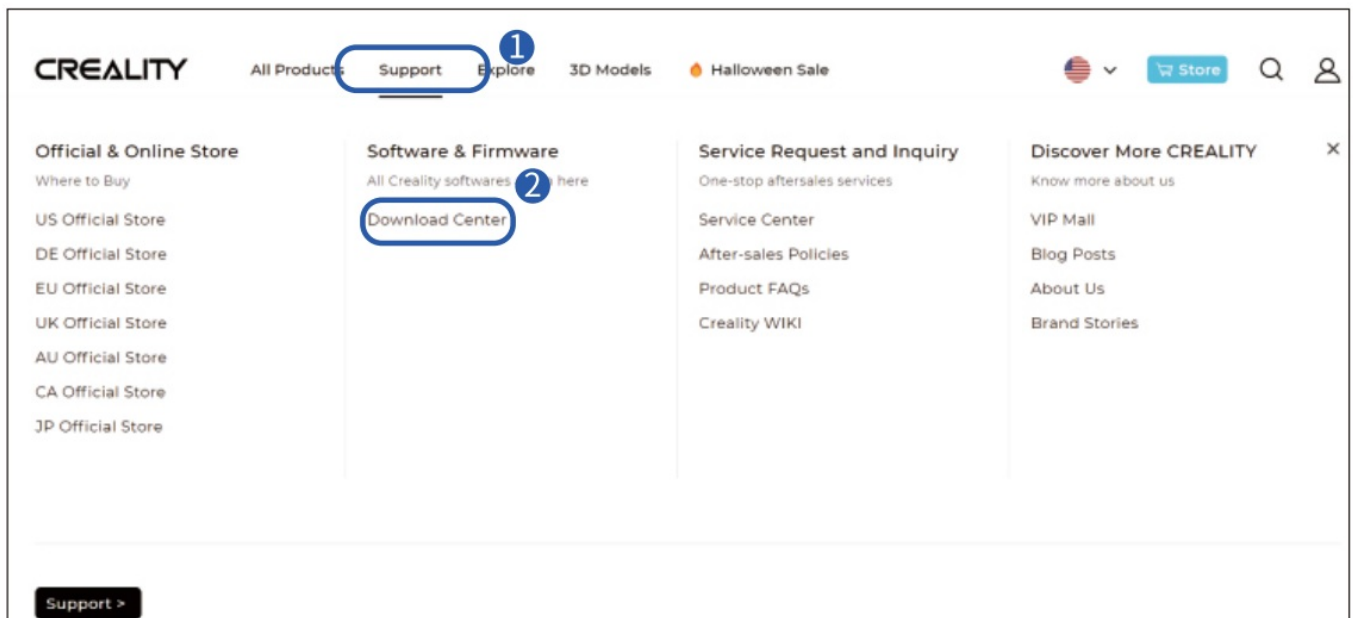 CREALITY All Products Support Explore 3D Models Halloween Sale Store
1
Official & Online Store
Where to Buy
US Official Store
DE Official Store
EU Official Store
UK Official Store
AU Official Store
CA Official Store
JP Official Store
Software & Firmware
All Creality softwares here
2
Download Center
Service Request and Inquiry
One-stop aftersales services
Service Center
After-sales Policies
Product FAQs
Creality WIKI
Discover More CREALITY
Know more about us
VIP Mall
Blog Posts
About Us
Brand Stories
Support >